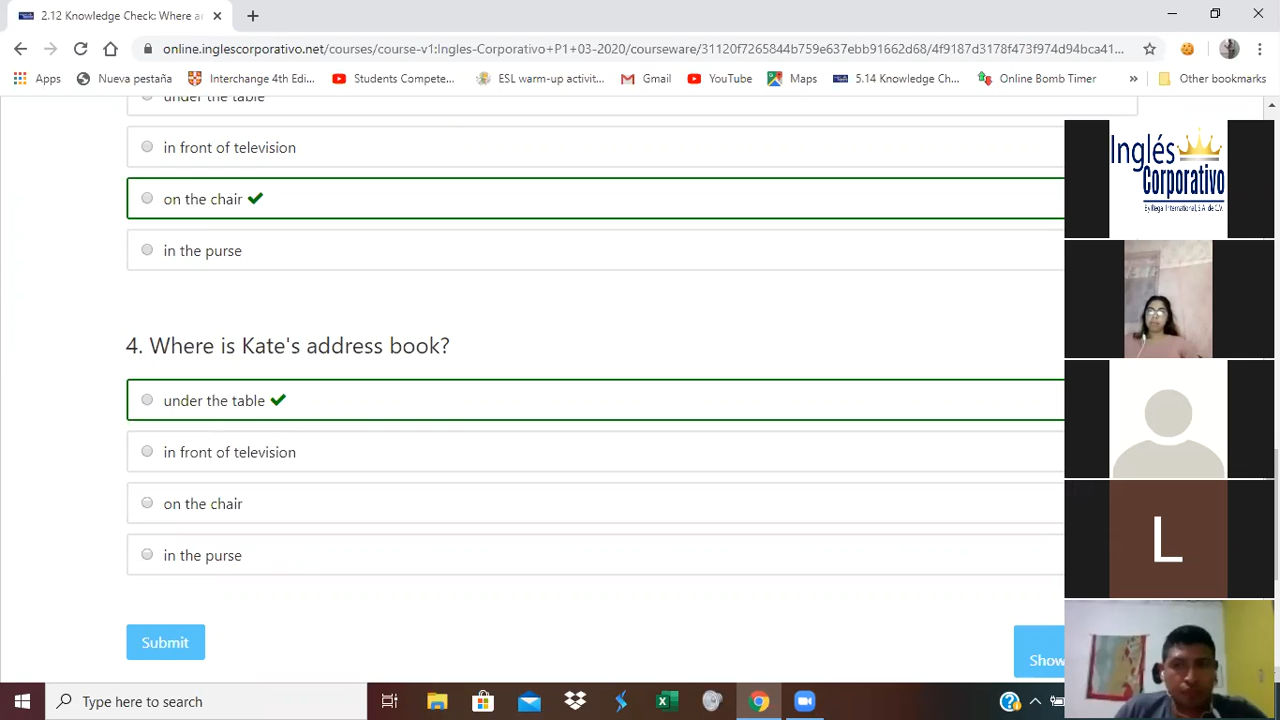 2.12 Knowledge Check: Where a
online.inglescorporativo.net/courses/course-v1:Ingles-Corporativo+P1+03-2020/courseware/31120f7265844b759e637ebb91662d68/4f9187d3178f473f974d94bca41...
Apps Nueva pestaña Interchange 4th Edi... Students Compete... ESL warm-up activit... Gmail YouTube Maps 5.14 Knowledge Ch... Online Bomb Timer » Other bookmarks
under the table
in front of television
on the chair
in the purse
4. Where is Kate's address book?
under the table
in front of television
on the chair
in the purse
Submit
Show
Inglés
Corporativo
By Rega International, S.A. de C.V.
L
Type here to search